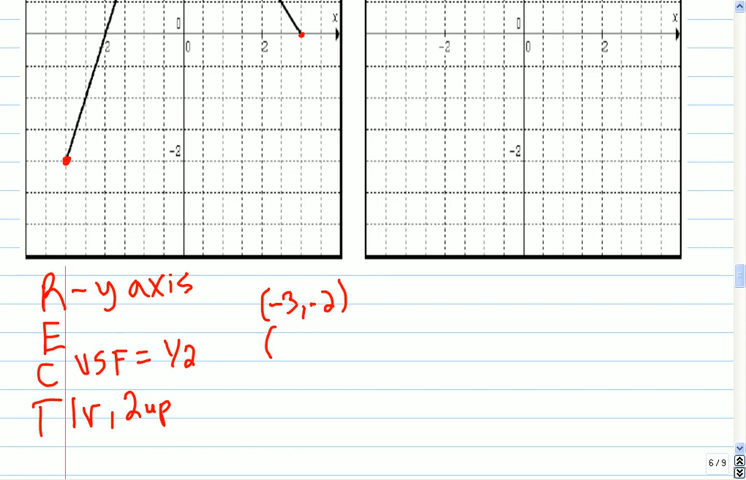 0 x 0 x
-2 0 2 -2 0 2
-2 -2
R - y axis (-3,-2)
E (
C VSF = 1/2
T 1r, 2up
6 / 9